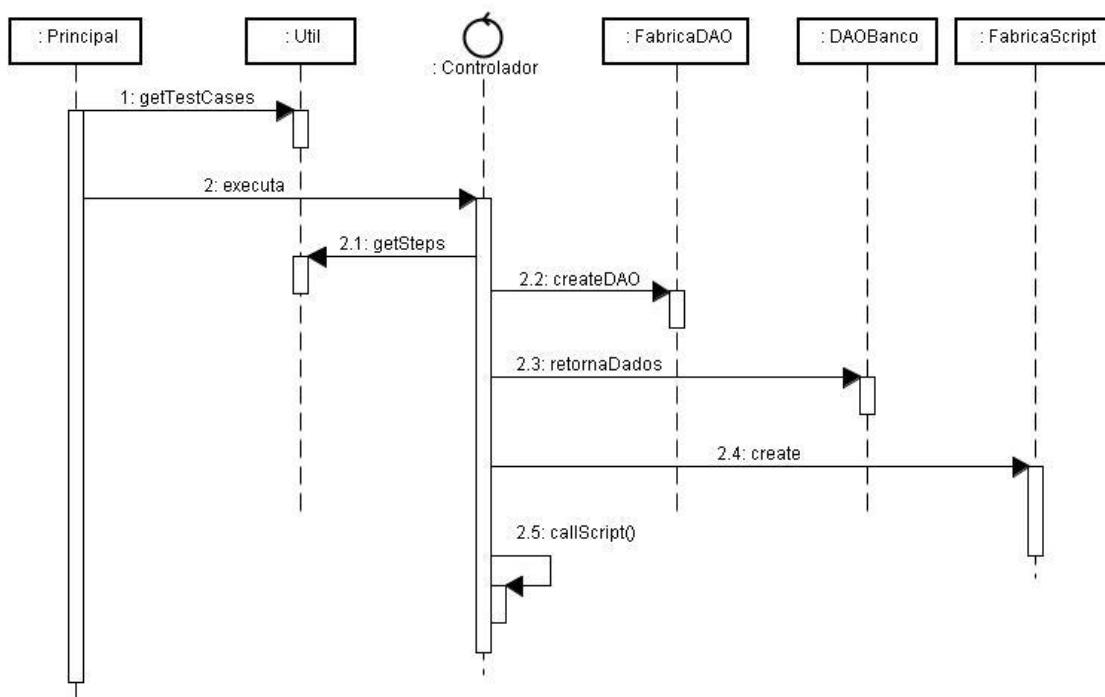 : Principal
: Util
: Controlador
: FabricaDAO
: DAOBanco
: FabricaScript
1: getTestCases
2: executa
2.1: getSteps
2.2: createDAO
2.3: retornaDados
2.4: create
2.5: callScript()